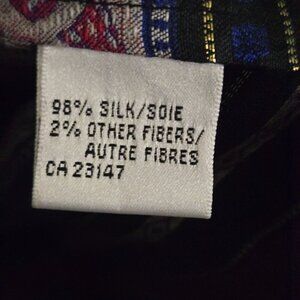 98% SILK/SOIE
2% OTHER FIBERS/
AUTRE FIBRES
CA 23147